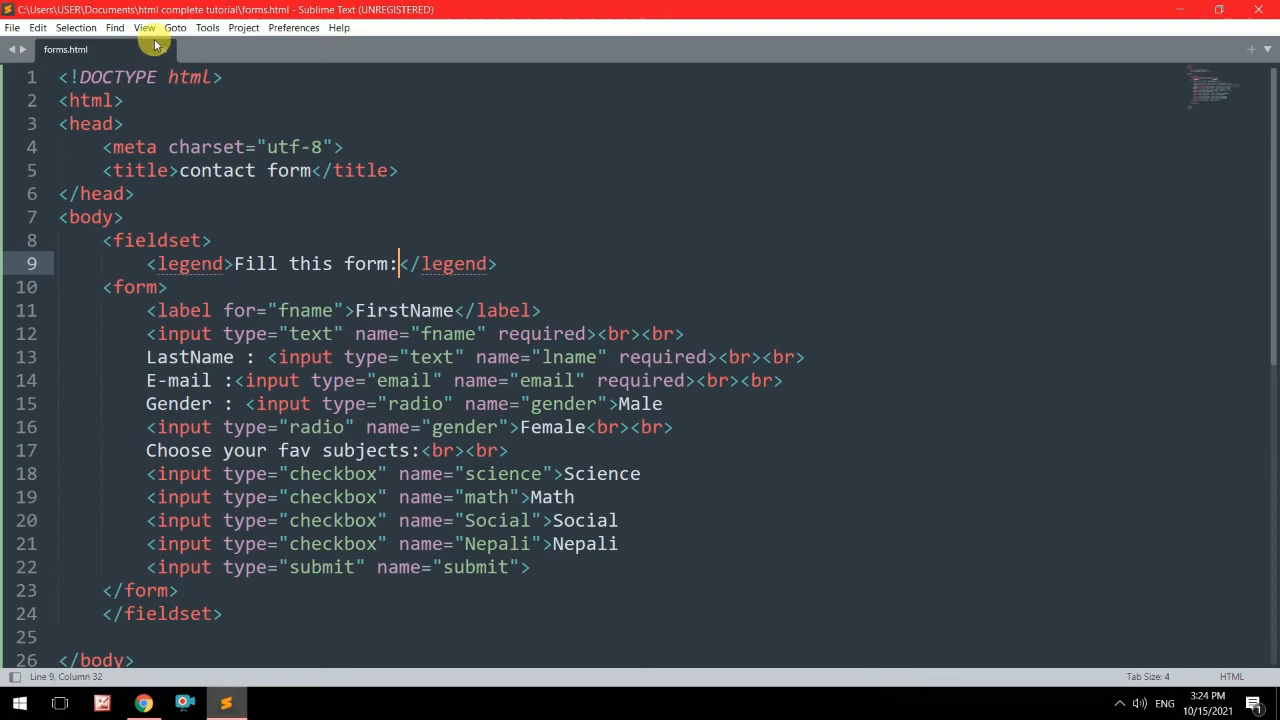 C:\Users\USER\Documents\html complete tutorial\forms.html - Sublime Text (UNREGISTERED)
File Edit Selection Find View Goto Tools Project Preferences Help
forms.html
1 <!DOCTYPE html>
2 <html>
3 <head>
4 <meta charset="utf-8">
5 <title>contact form</title>
6 </head>
7 <body>
8 <fieldset>
9 <legend>Fill this form:</legend>
10 <form>
11 <label for="fname">FirstName</label>
12 <input type="text" name="fname" required><br><br>
13 LastName : <input type="text" name="lname" required><br><br>
14 E-mail :<input type="email" name="email" required><br><br>
15 Gender : <input type="radio" name="gender">Male
16 <input type="radio" name="gender">Female<br><br>
17 Choose your fav subjects:<br><br>
18 <input type="checkbox" name="science">Science
19 <input type="checkbox" name="math">Math
20 <input type="checkbox" name="Social">Social
21 <input type="checkbox" name="Nepali">Nepali
22 <input type="submit" name="submit">
23 </form>
24 </fieldset>
25
26 </body>
Line 9, Column 32 Tab Size: 4 HTML
ENG 3:24 PM
10/15/2021 1